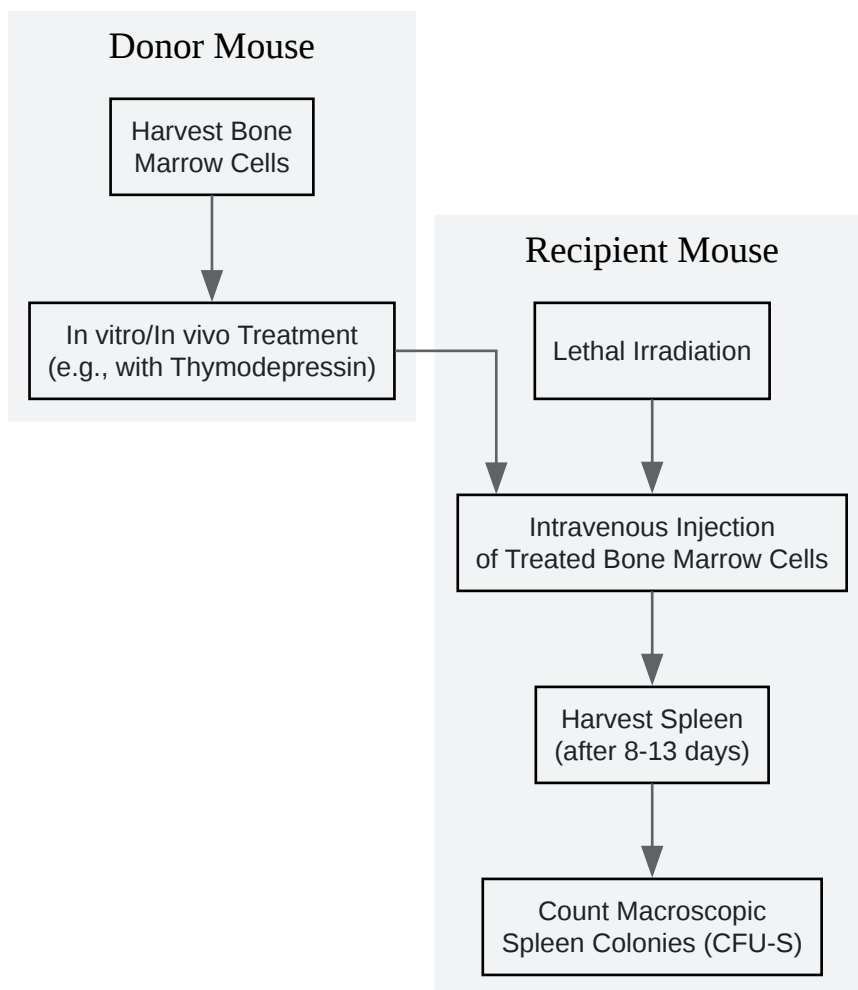 Donor Mouse
Harvest Bone
Marrow Cells
In vitro/In vivo Treatment
(e.g., with Thymodepressin)
Recipient Mouse
Lethal Irradiation
Intravenous Injection
of Treated Bone Marrow Cells
Harvest Spleen
(after 8-13 days)
Count Macroscopic
Spleen Colonies (CFU-S)